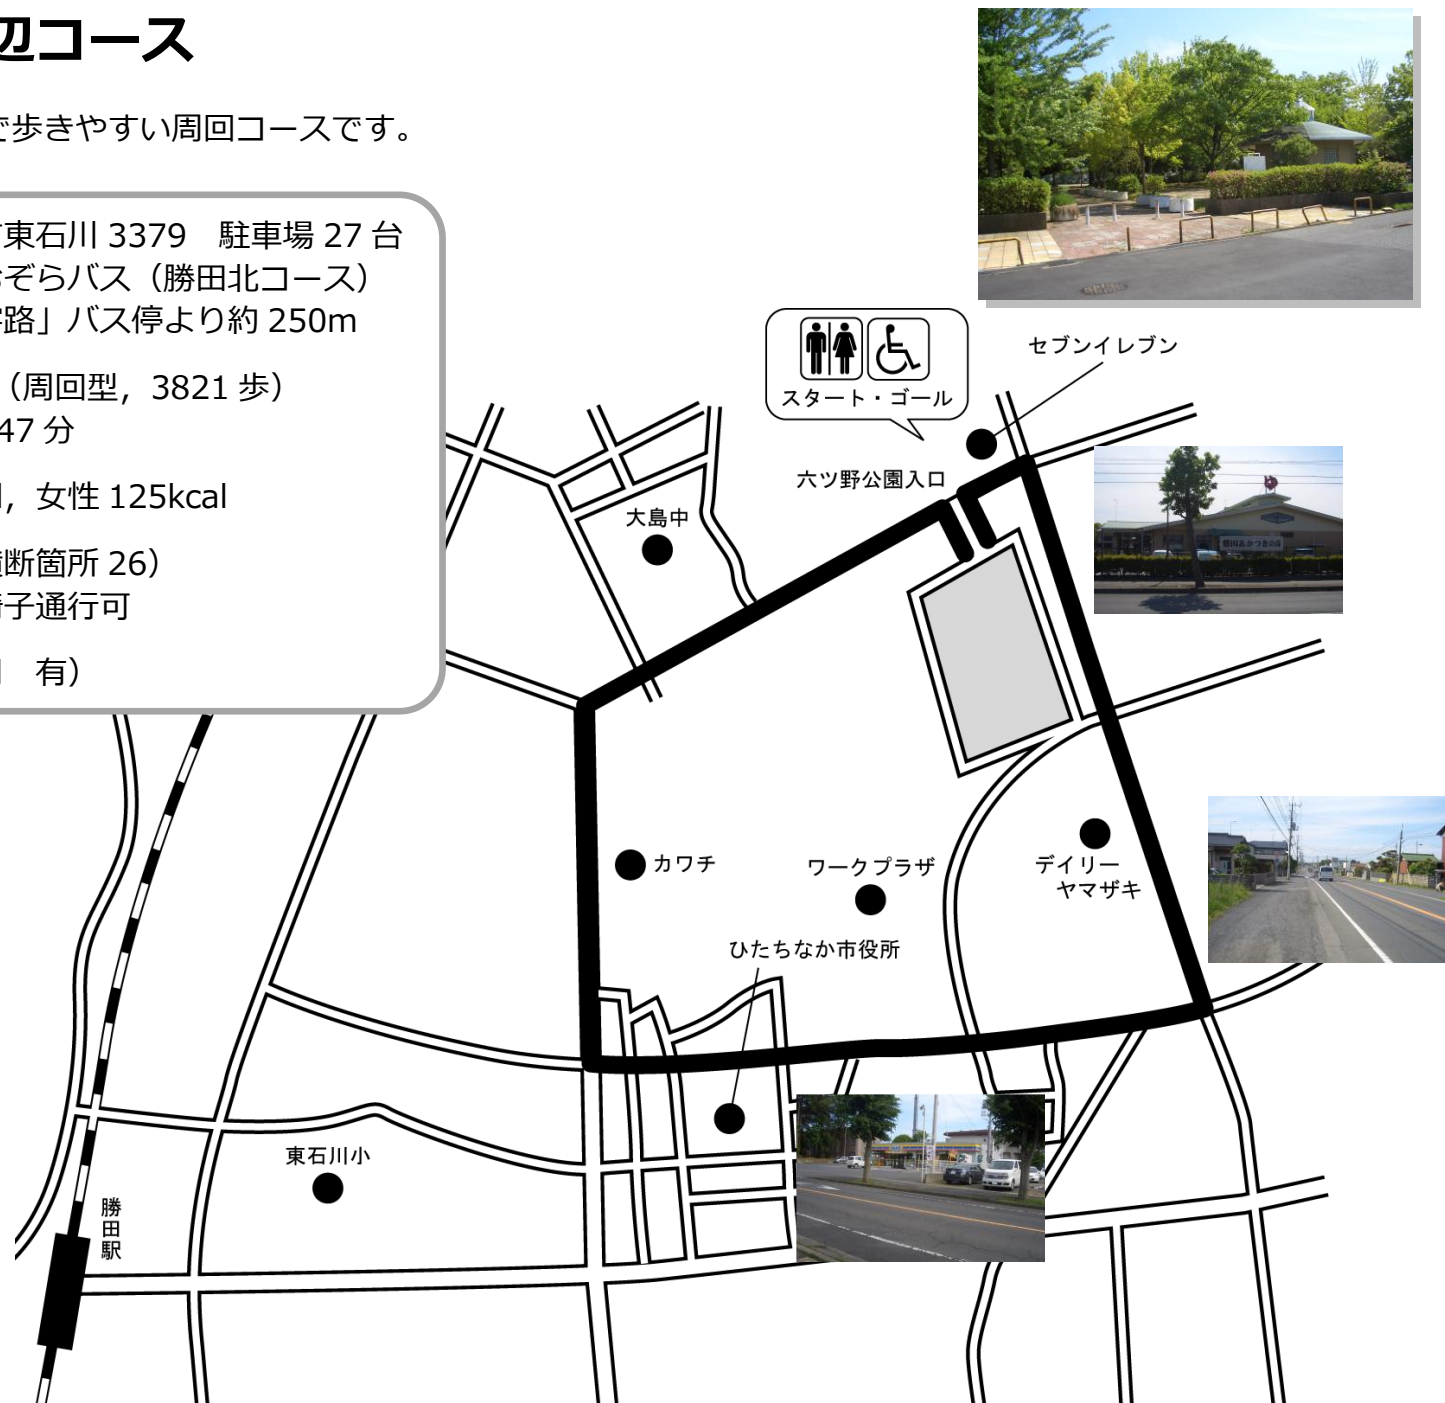 辺コース
で歩きやすい周回コースです。
東石川 3379　駐車場 27 台
ぞらバス（勝田北コース）
路」バス停より約 250m
（周回型，3821 歩）
47 分
，女性 125kcal
断箇所 26）
子通行可
有）
スタート・ゴール
セブンイレブン
六ツ野公園入口
大島中
カワチ
ワークプラザ
デイリー
ヤマザキ
ひたちなか市役所
東石川小
勝田駅